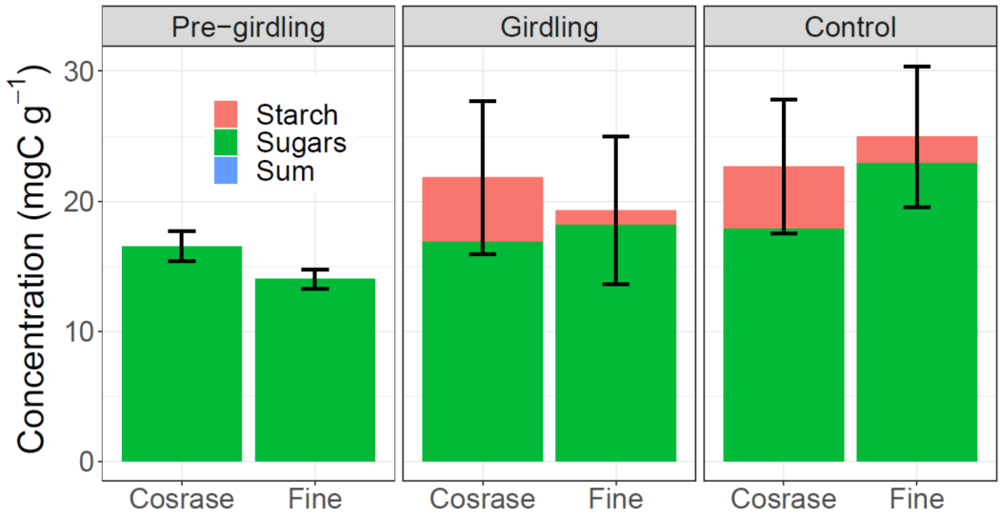 Pre-girdling
Girdling
Control
Concentration (mgC g⁻¹)
30
20
10
0
Starch
Sugars
Sum
Cosrase
Fine
Cosrase
Fine
Cosrase
Fine